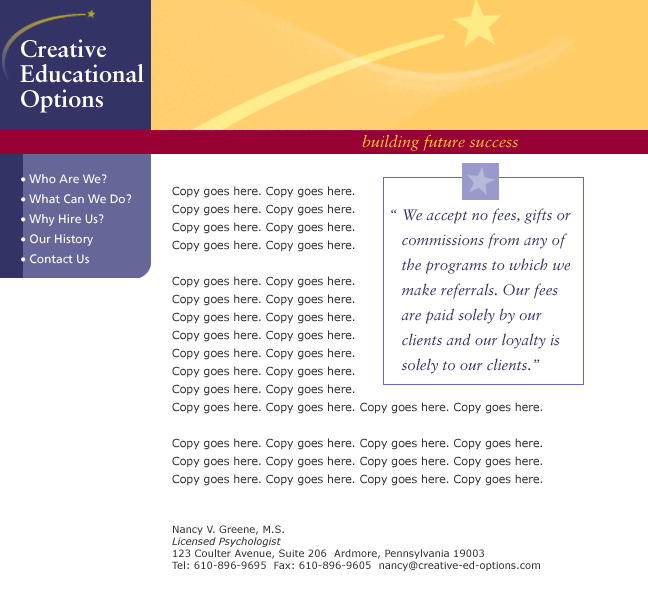 Creative
Educational
Options
building future success
• Who Are We?
• What Can We Do?
• Why Hire Us?
• Our History
• Contact Us
Copy goes here. Copy goes here.
Copy goes here. Copy goes here.
Copy goes here. Copy goes here.
Copy goes here. Copy goes here.
Copy goes here. Copy goes here.
Copy goes here. Copy goes here.
Copy goes here. Copy goes here.
Copy goes here. Copy goes here.
Copy goes here. Copy goes here.
Copy goes here. Copy goes here.
Copy goes here. Copy goes here.
Copy goes here. Copy goes here. Copy goes here. Copy goes here.
Copy goes here. Copy goes here. Copy goes here. Copy goes here.
Copy goes here. Copy goes here. Copy goes here. Copy goes here.
Copy goes here. Copy goes here. Copy goes here. Copy goes here.
“ We accept no fees, gifts or
commissions from any of
the programs to which we
make referrals. Our fees
are paid solely by our
clients and our loyalty is
solely to our clients.”
Nancy V. Greene, M.S.
Licensed Psychologist
123 Coulter Avenue, Suite 206  Ardmore, Pennsylvania 19003
Tel: 610-896-9695  Fax: 610-896-9605  nancy@creative-ed-options.com